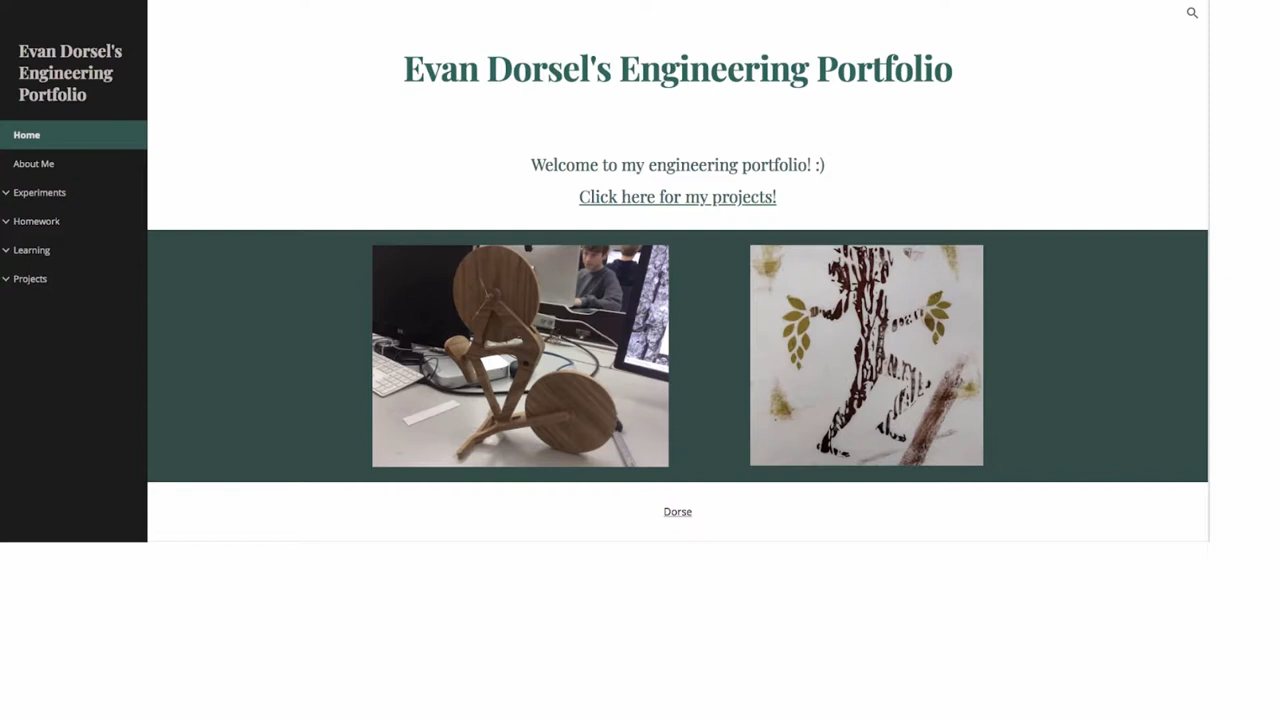 Evan Dorsel's
Engineering
Portfolio
Home
About Me
Experiments
Homework
Learning
Projects
Evan Dorsel's Engineering Portfolio
Welcome to my engineering portfolio! :)
Click here for my projects!
Dorse